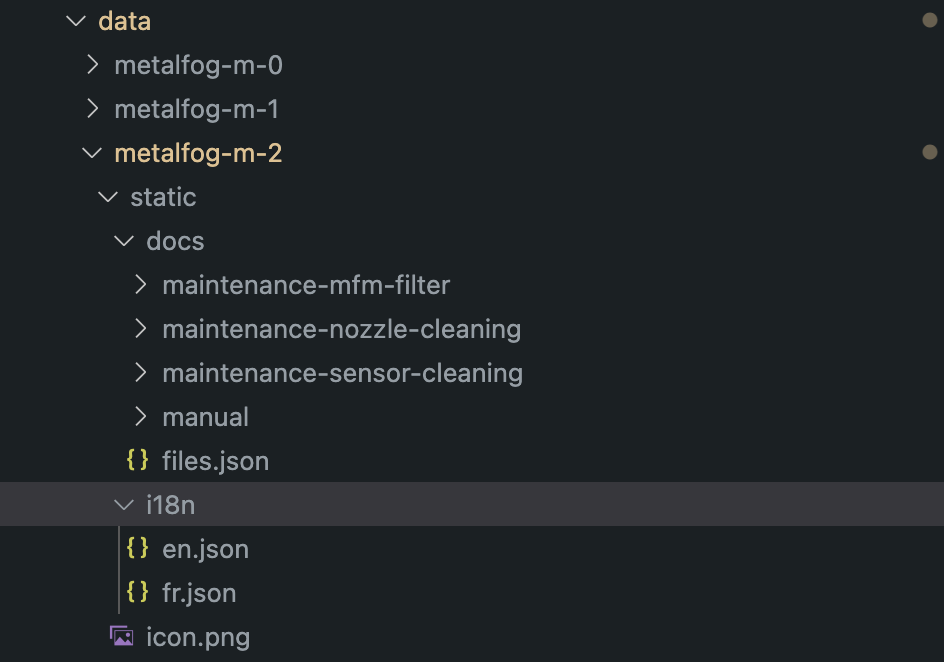 data
metalfog-m-0
metalfog-m-1
metalfog-m-2
static
docs
maintenance-mfm-filter
maintenance-nozzle-cleaning
maintenance-sensor-cleaning
manual
{} files.json
i18n
{} en.json
{} fr.json
icon.png